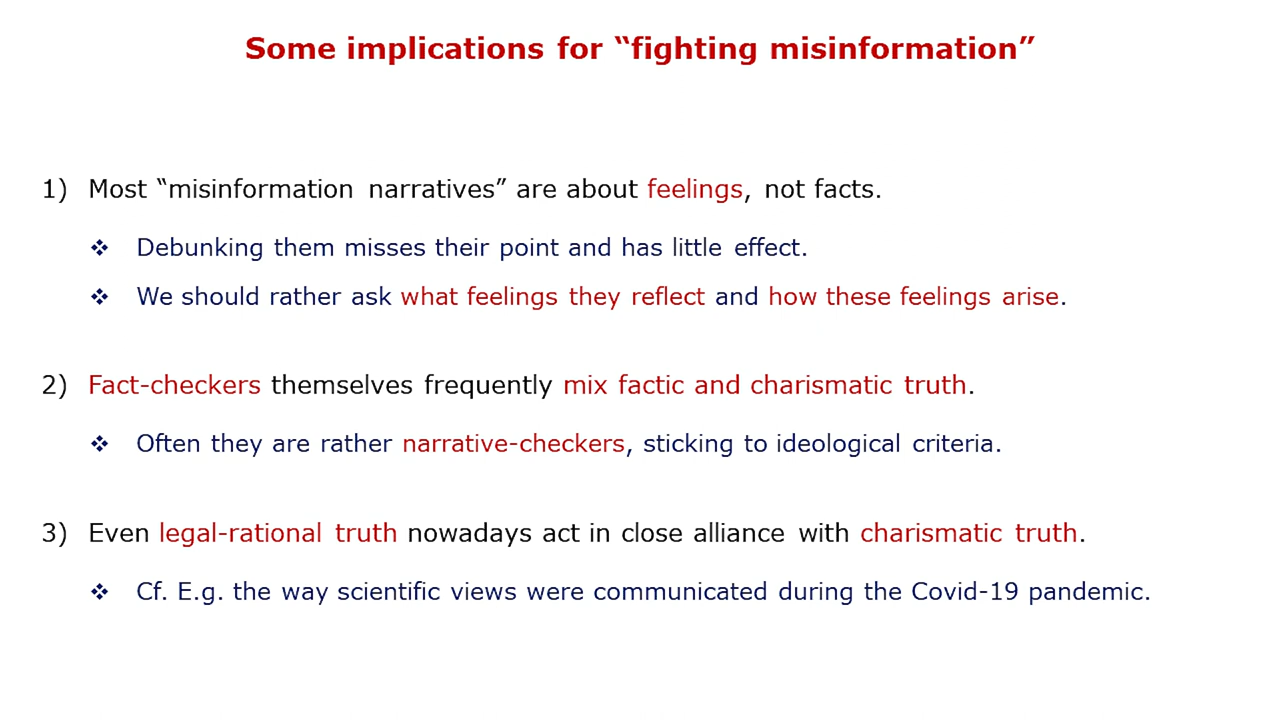 Some implications for “fighting misinformation”
1) Most “misinformation narratives” are about feelings, not facts.
❖ Debunking them misses their point and has little effect.
❖ We should rather ask what feelings they reflect and how these feelings arise.
2) Fact-checkers themselves frequently mix factic and charismatic truth.
❖ Often they are rather narrative-checkers, sticking to ideological criteria.
3) Even legal-rational truth nowadays act in close alliance with charismatic truth.
❖ Cf. E.g. the way scientific views were communicated during the Covid-19 pandemic.